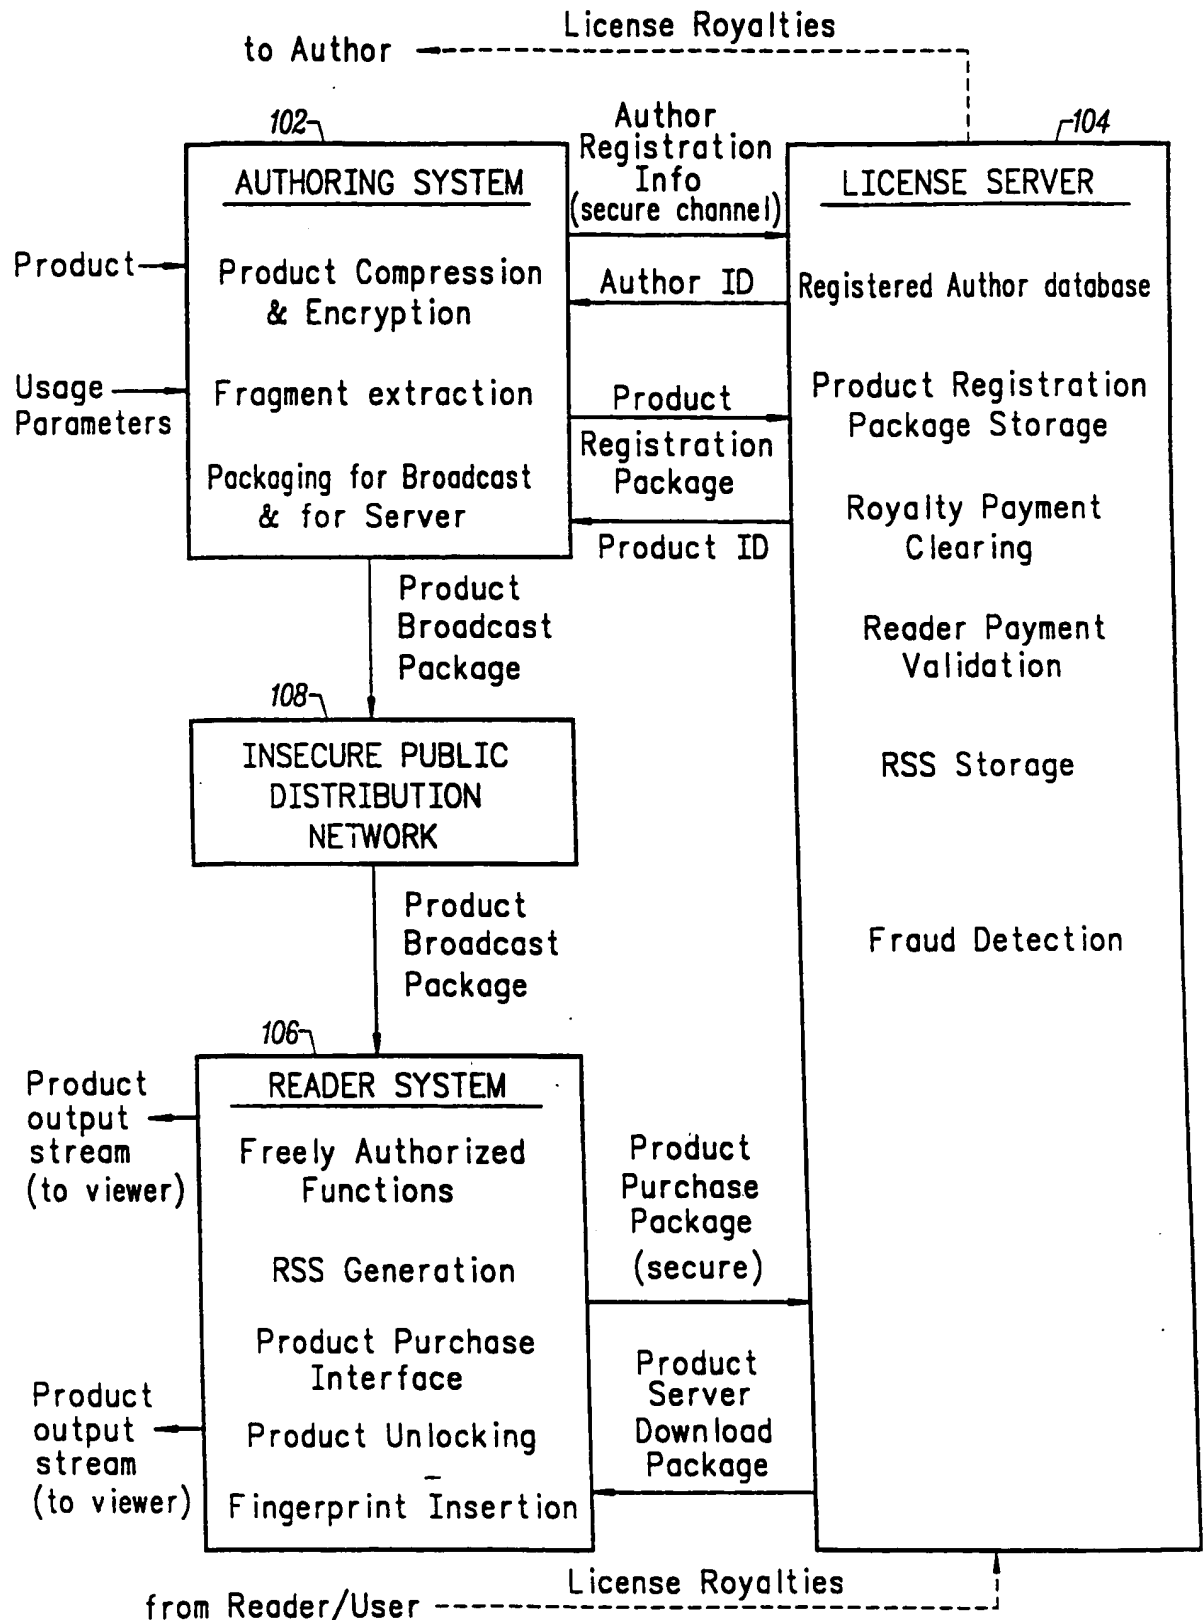 License Royalties
to Author
102
104
Author
Registration
Info
(secure channel)
AUTHORING SYSTEM
LICENSE SERVER
Product
Product Compression
& Encryption
Author ID
Registered Author database
Usage
Parameters
Fragment extraction
Product
Registration
Package
Product Registration
Package Storage
Packaging for Broadcast
& for Server
Product ID
Royalty Payment
Clearing
Product
Broadcast
Package
Reader Payment
Validation
108
INSECURE PUBLIC
DISTRIBUTION
NETWORK
RSS Storage
Product
Broadcast
Package
Fraud Detection
106
READER SYSTEM
Product
output
stream
(to viewer)
Freely Authorized
Functions
Product
Purchase
Package
(secure)
RSS Generation
Product Purchase
Interface
Product
Server
Download
Package
Product
output
stream
(to viewer)
Product Unlocking
Fingerprint Insertion
License Royalties
from Reader/User